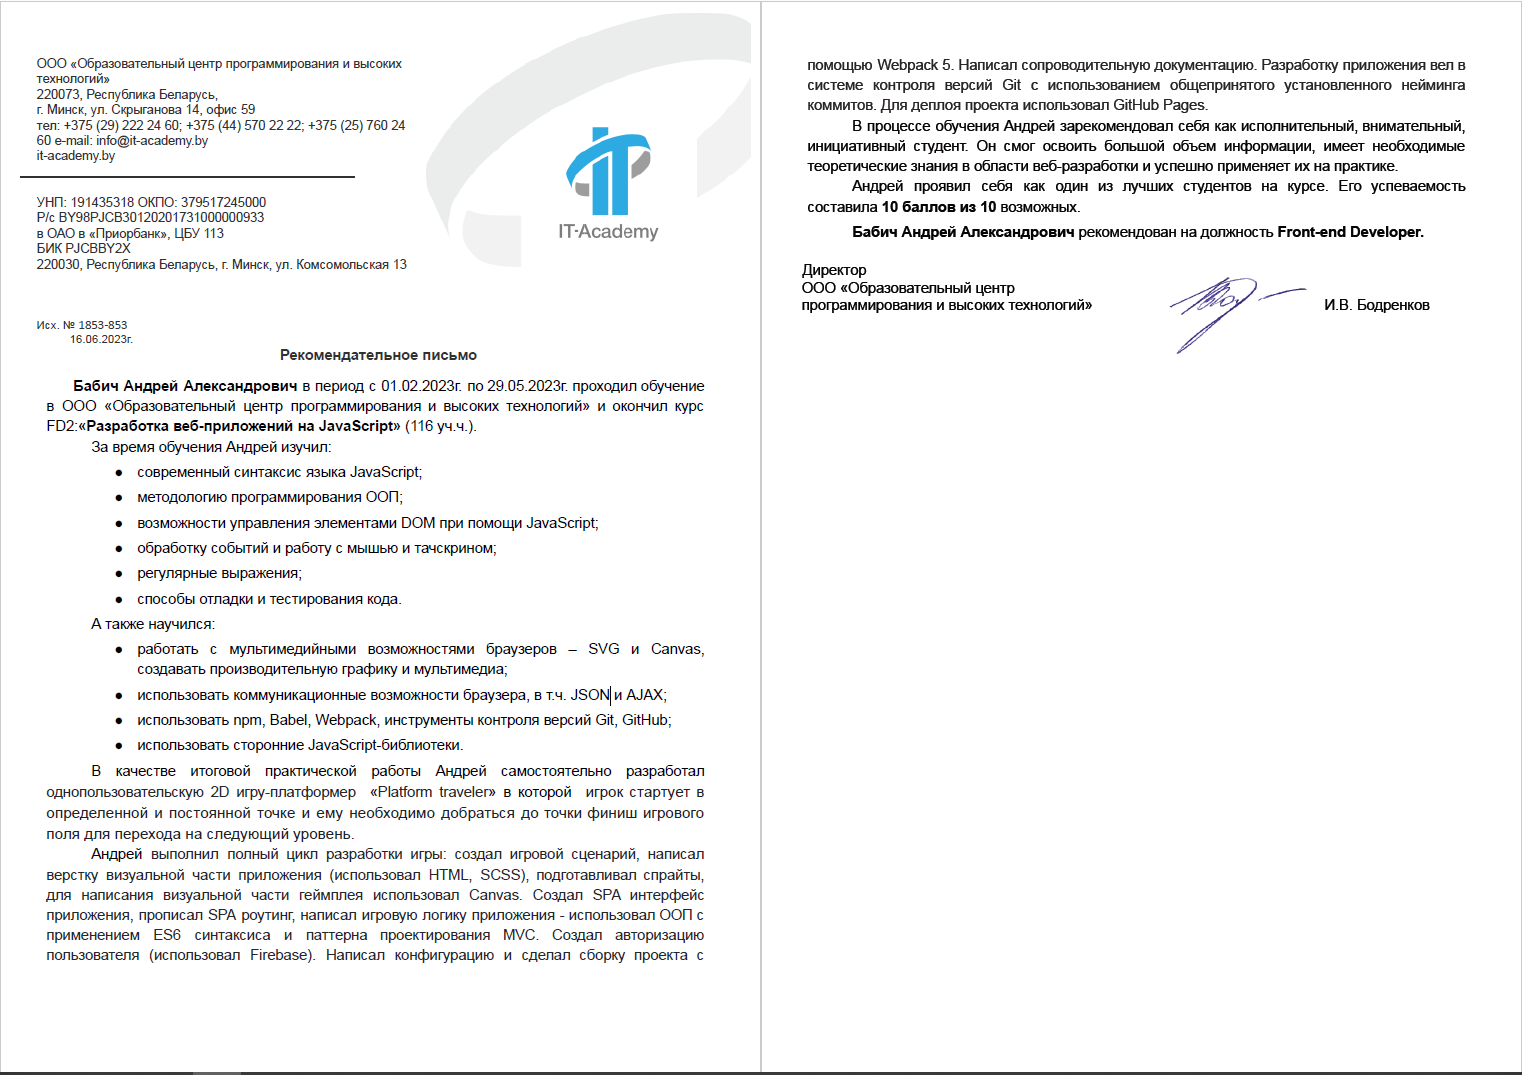 ООО «Образовательный центр программирования и высоких
технологий»
220073, Республика Беларусь,
г. Минск, ул. Скрыганова 14, офис 59
тел: +375 (29) 222 24 60; +375 (44) 570 22 22; +375 (25) 760 24
60 e-mail: info@it-academy.by
it-academy.by
IT-Academy
УНП: 191435318 ОКПО: 379517245000
Р/с BY98PJCB30120201731000000933
в ОАО в «Приорбанк», ЦБУ 113
БИК PJCBBY2X
220030, Республика Беларусь, г. Минск, ул. Комсомольская 13
Исх. № 1853-853
16.06.2023г.
Рекомендательное письмо
Бабич Андрей Александрович в период с 01.02.2023г. по 29.05.2023г. проходил обучение
в ООО «Образовательный центр программирования и высоких технологий» и окончил курс
FD2:«Разработка веб-приложений на JavaScript» (116 уч.ч.).
За время обучения Андрей изучил:
● современный синтаксис языка JavaScript;
● методологию программирования ООП;
● возможности управления элементами DOM при помощи JavaScript;
● обработку событий и работу с мышью и тачскрином;
● регулярные выражения;
● способы отладки и тестирования кода.
А также научился:
● работать с мультимедийными возможностями браузеров – SVG и Canvas,
создавать производительную графику и мультимедиа;
● использовать коммуникационные возможности браузера, в т.ч. JSON и AJAX;
● использовать npm, Babel, Webpack, инструменты контроля версий Git, GitHub;
● использовать сторонние JavaScript-библиотеки.
В качестве итоговой практической работы Андрей самостоятельно разработал
однопользовательскую 2D игру-платформер «Platform traveler» в которой игрок стартует в
определенной и постоянной точке и ему необходимо добраться до точки финиш игрового
поля для перехода на следующий уровень.
Андрей выполнил полный цикл разработки игры: создал игровой сценарий, написал
верстку визуальной части приложения (использовал HTML, SCSS), подготавливал спрайты,
для написания визуальной части геймплея использовал Canvas. Создал SPA интерфейс
приложения, прописал SPA роутинг, написал игровую логику приложения - использовал ООП с
применением ES6 синтаксиса и паттерна проектирования MVC. Создал авторизацию
пользователя (использовал Firebase). Написал конфигурацию и сделал сборку проекта с
помощью Webpack 5. Написал сопроводительную документацию. Разработку приложения вел в
системе контроля версий Git с использованием общепринятого установленного нейминга
коммитов. Для деплоя проекта использовал GitHub Pages.
В процессе обучения Андрей зарекомендовал себя как исполнительный, внимательный,
инициативный студент. Он смог освоить большой объем информации, имеет необходимые
теоретические знания в области веб-разработки и успешно применяет их на практике.
Андрей проявил себя как один из лучших студентов на курсе. Его успеваемость
составила 10 баллов из 10 возможных.
Бабич Андрей Александрович рекомендован на должность Front-end Developer.
Директор
ООО «Образовательный центр
программирования и высоких технологий»
И.В. Бодренков